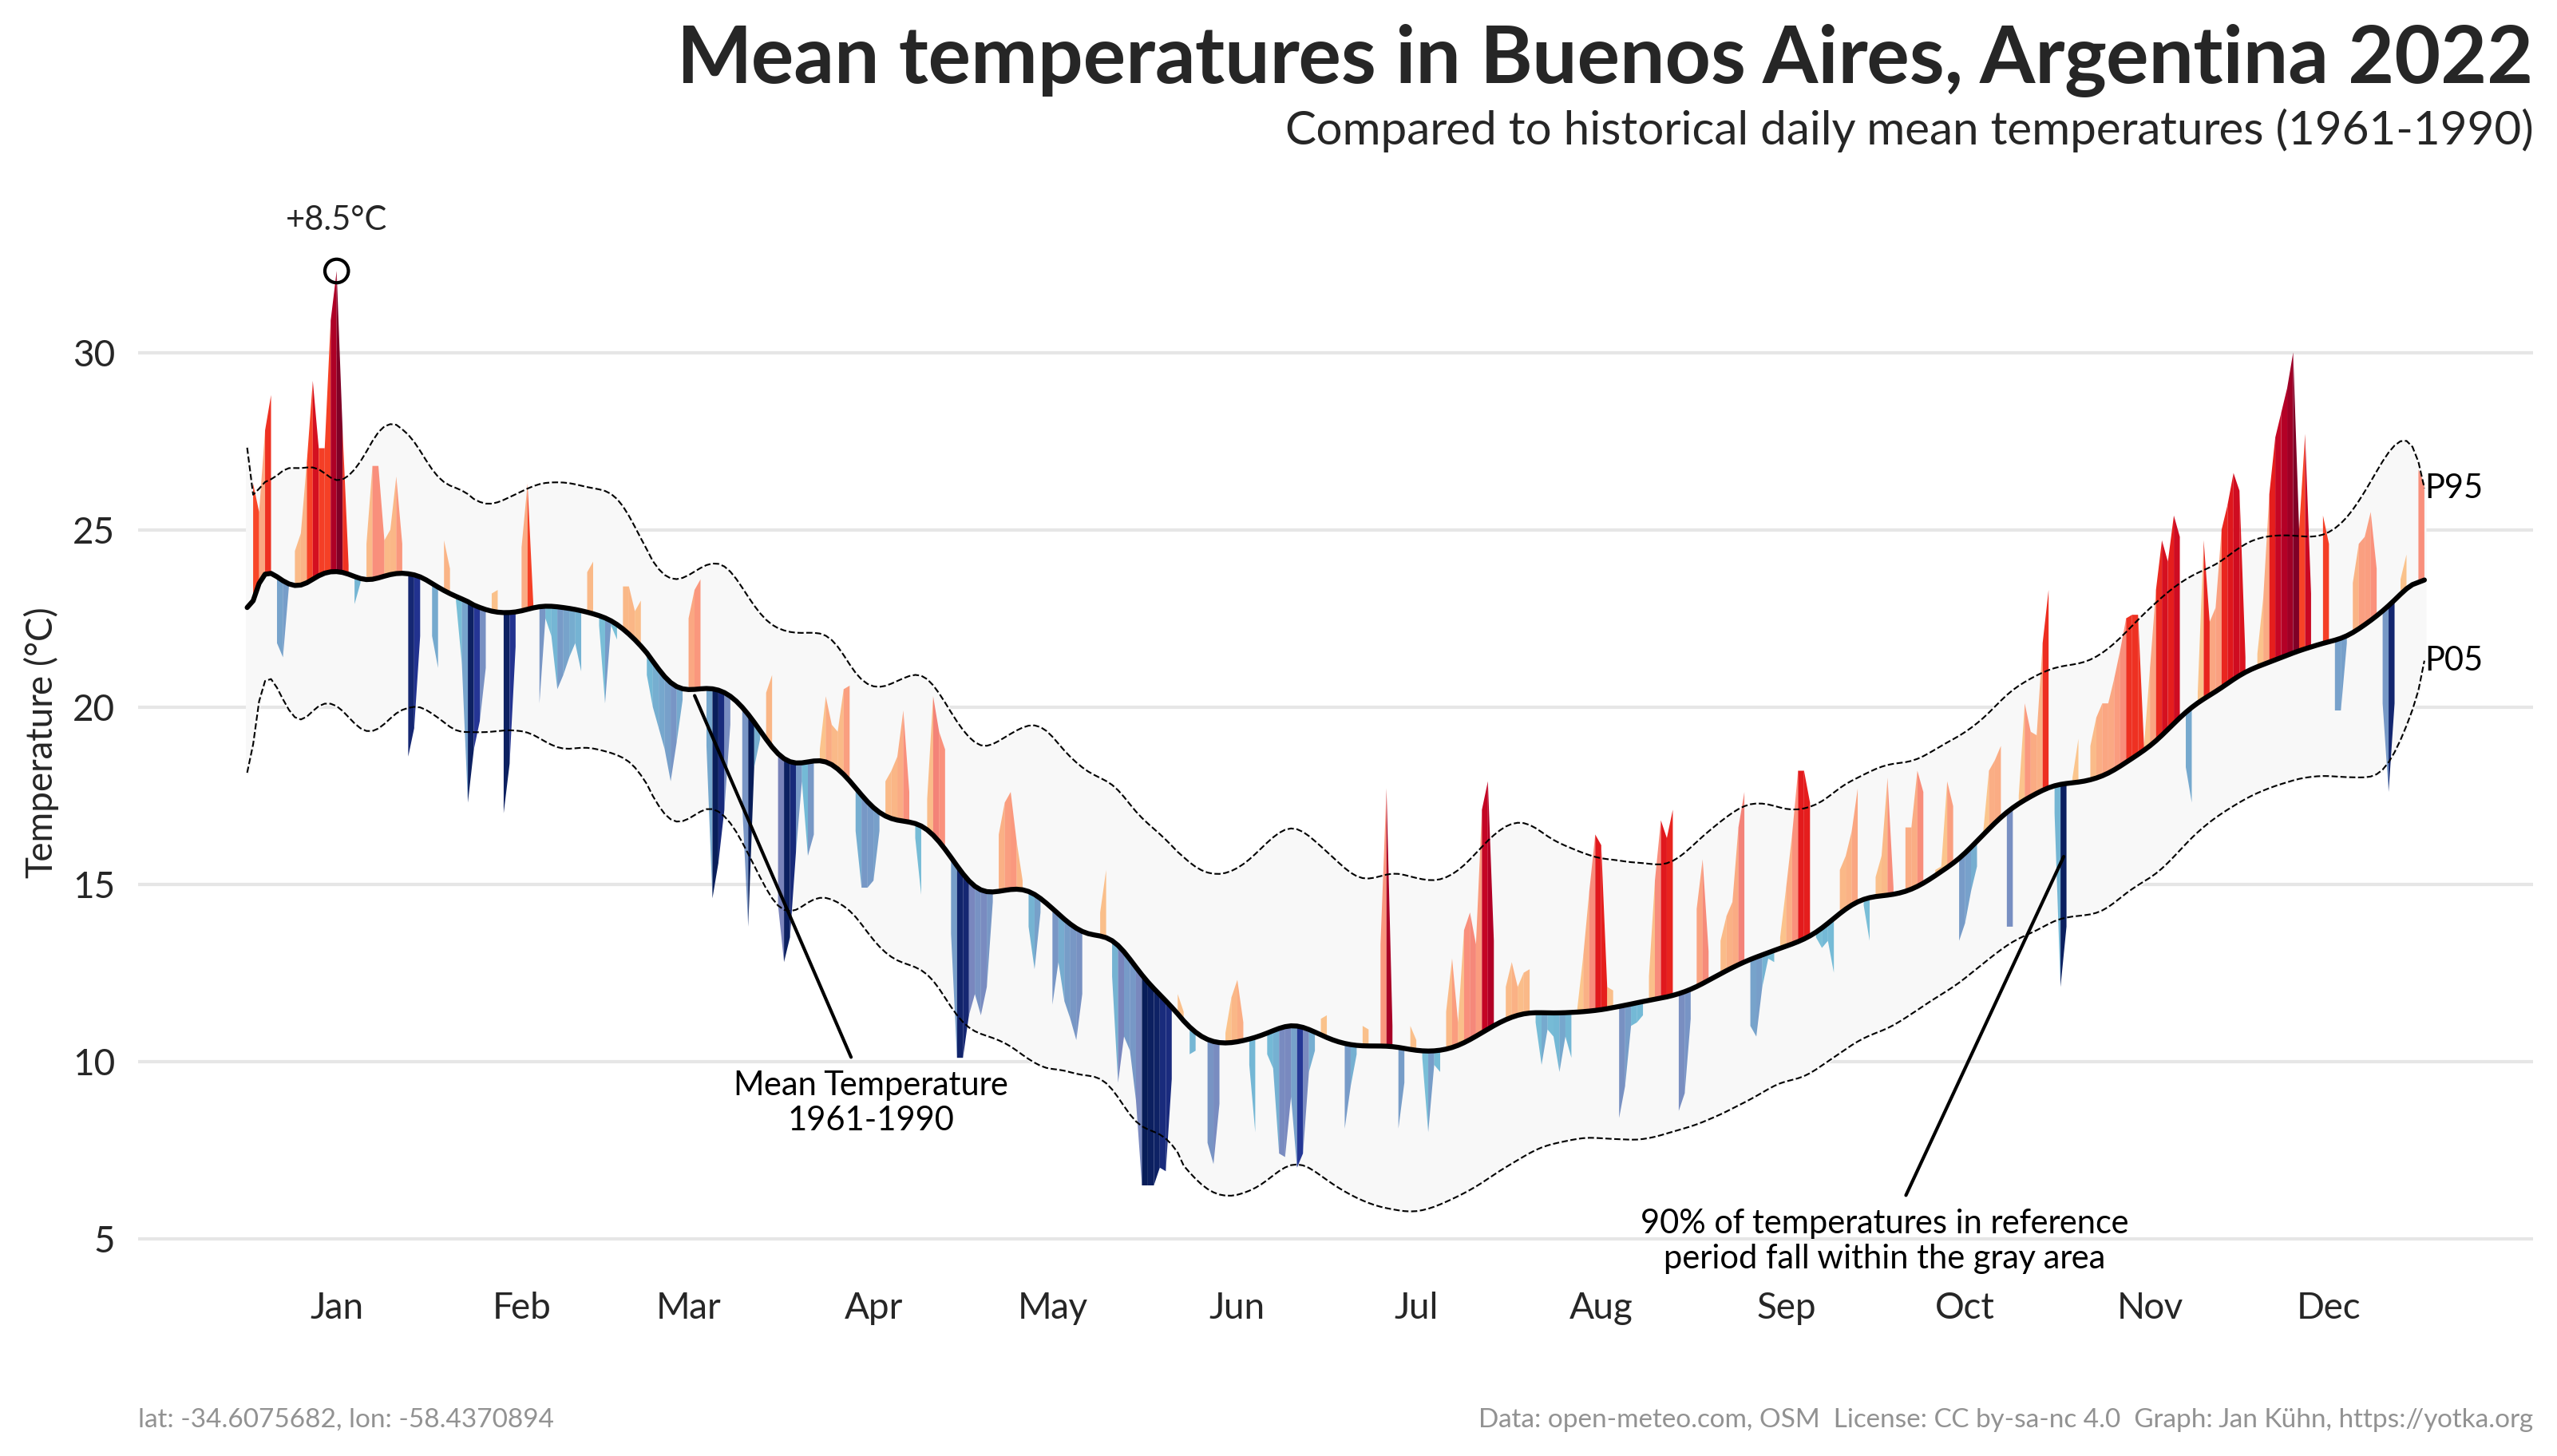 Mean temperatures in Buenos Aires, Argentina 2022
Compared to historical daily mean temperatures (1961-1990)
+8.5°C
30
25
20
15
10
5
Temperature (°C)
P95
P05
Mean Temperature
1961-1990
90% of temperatures in reference
period fall within the gray area
Jan Feb Mar Apr May Jun Jul Aug Sep Oct Nov Dec
lat: -34.6075682, lon: -58.4370894
Data: open-meteo.com, OSM License: CC by-sa-nc 4.0 Graph: Jan Kühn, https://yotka.org